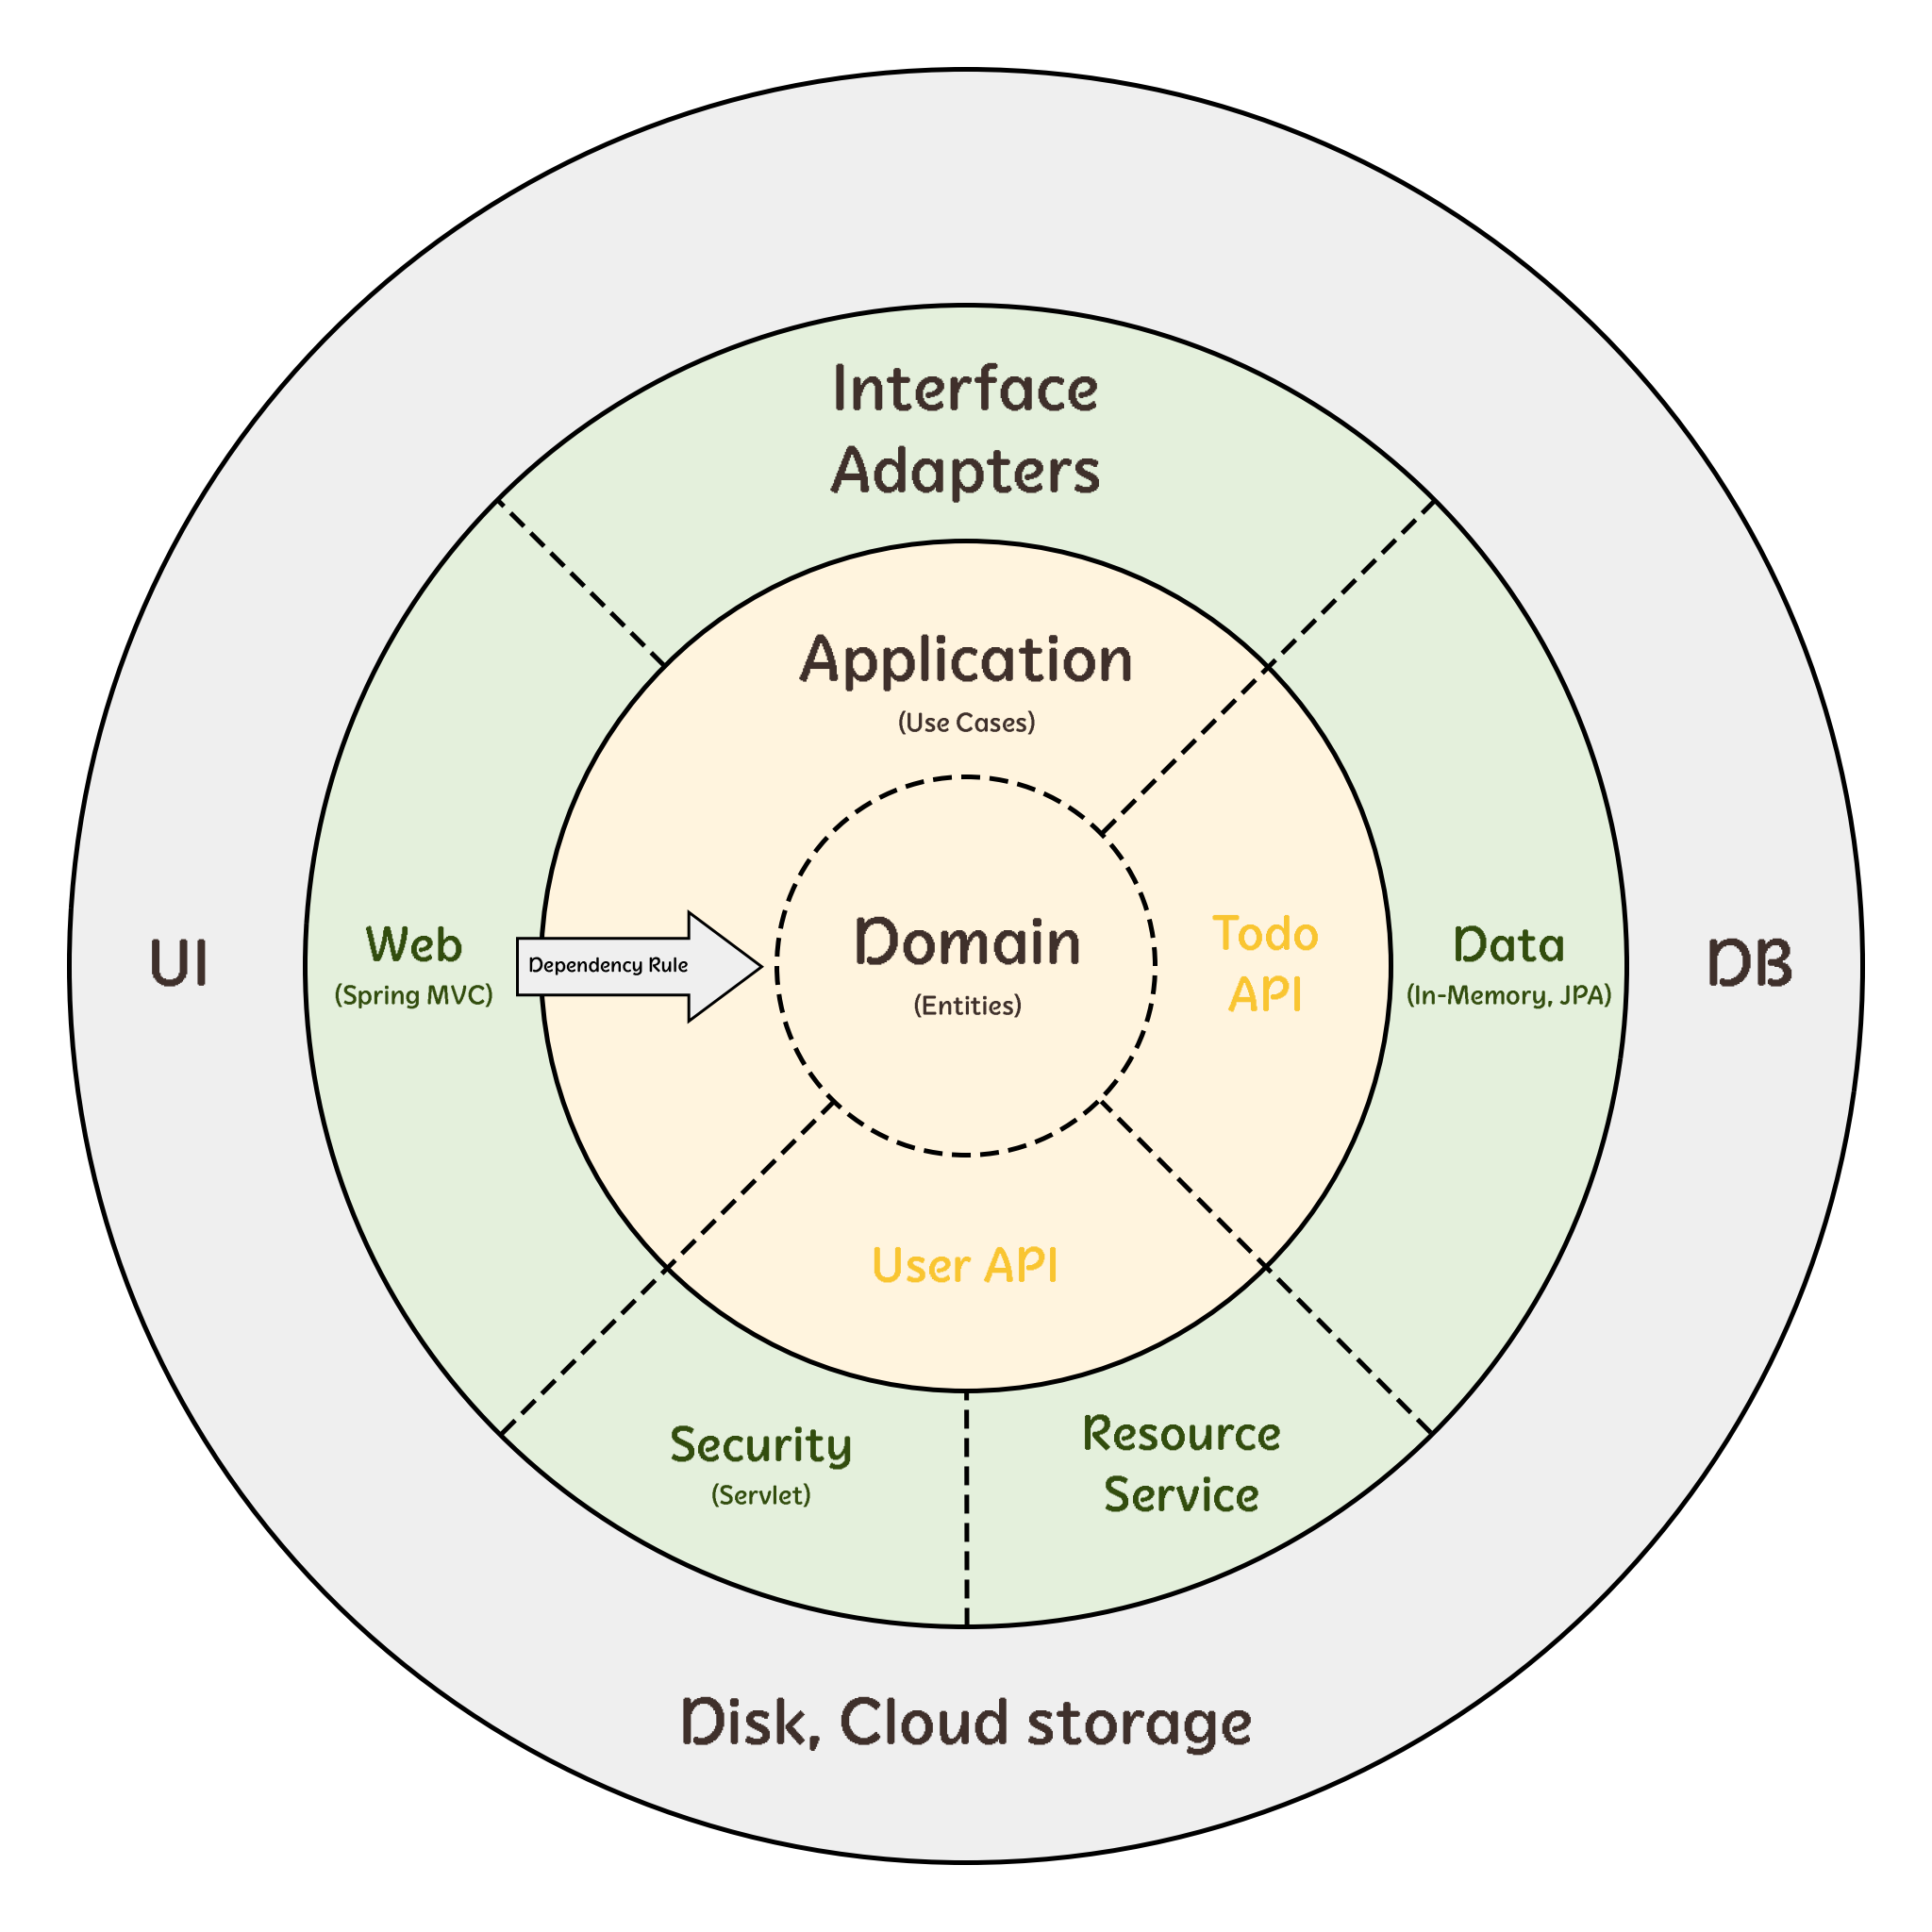 Interface
Adapters
Application
(Use Cases)
UI
Web
(Spring MVC)
Dependency Rule
Domain
(Entities)
Todo
API
Data
(In-Memory, JPA)
DB
User API
Security
(Servlet)
Resource
Service
Disk, Cloud storage